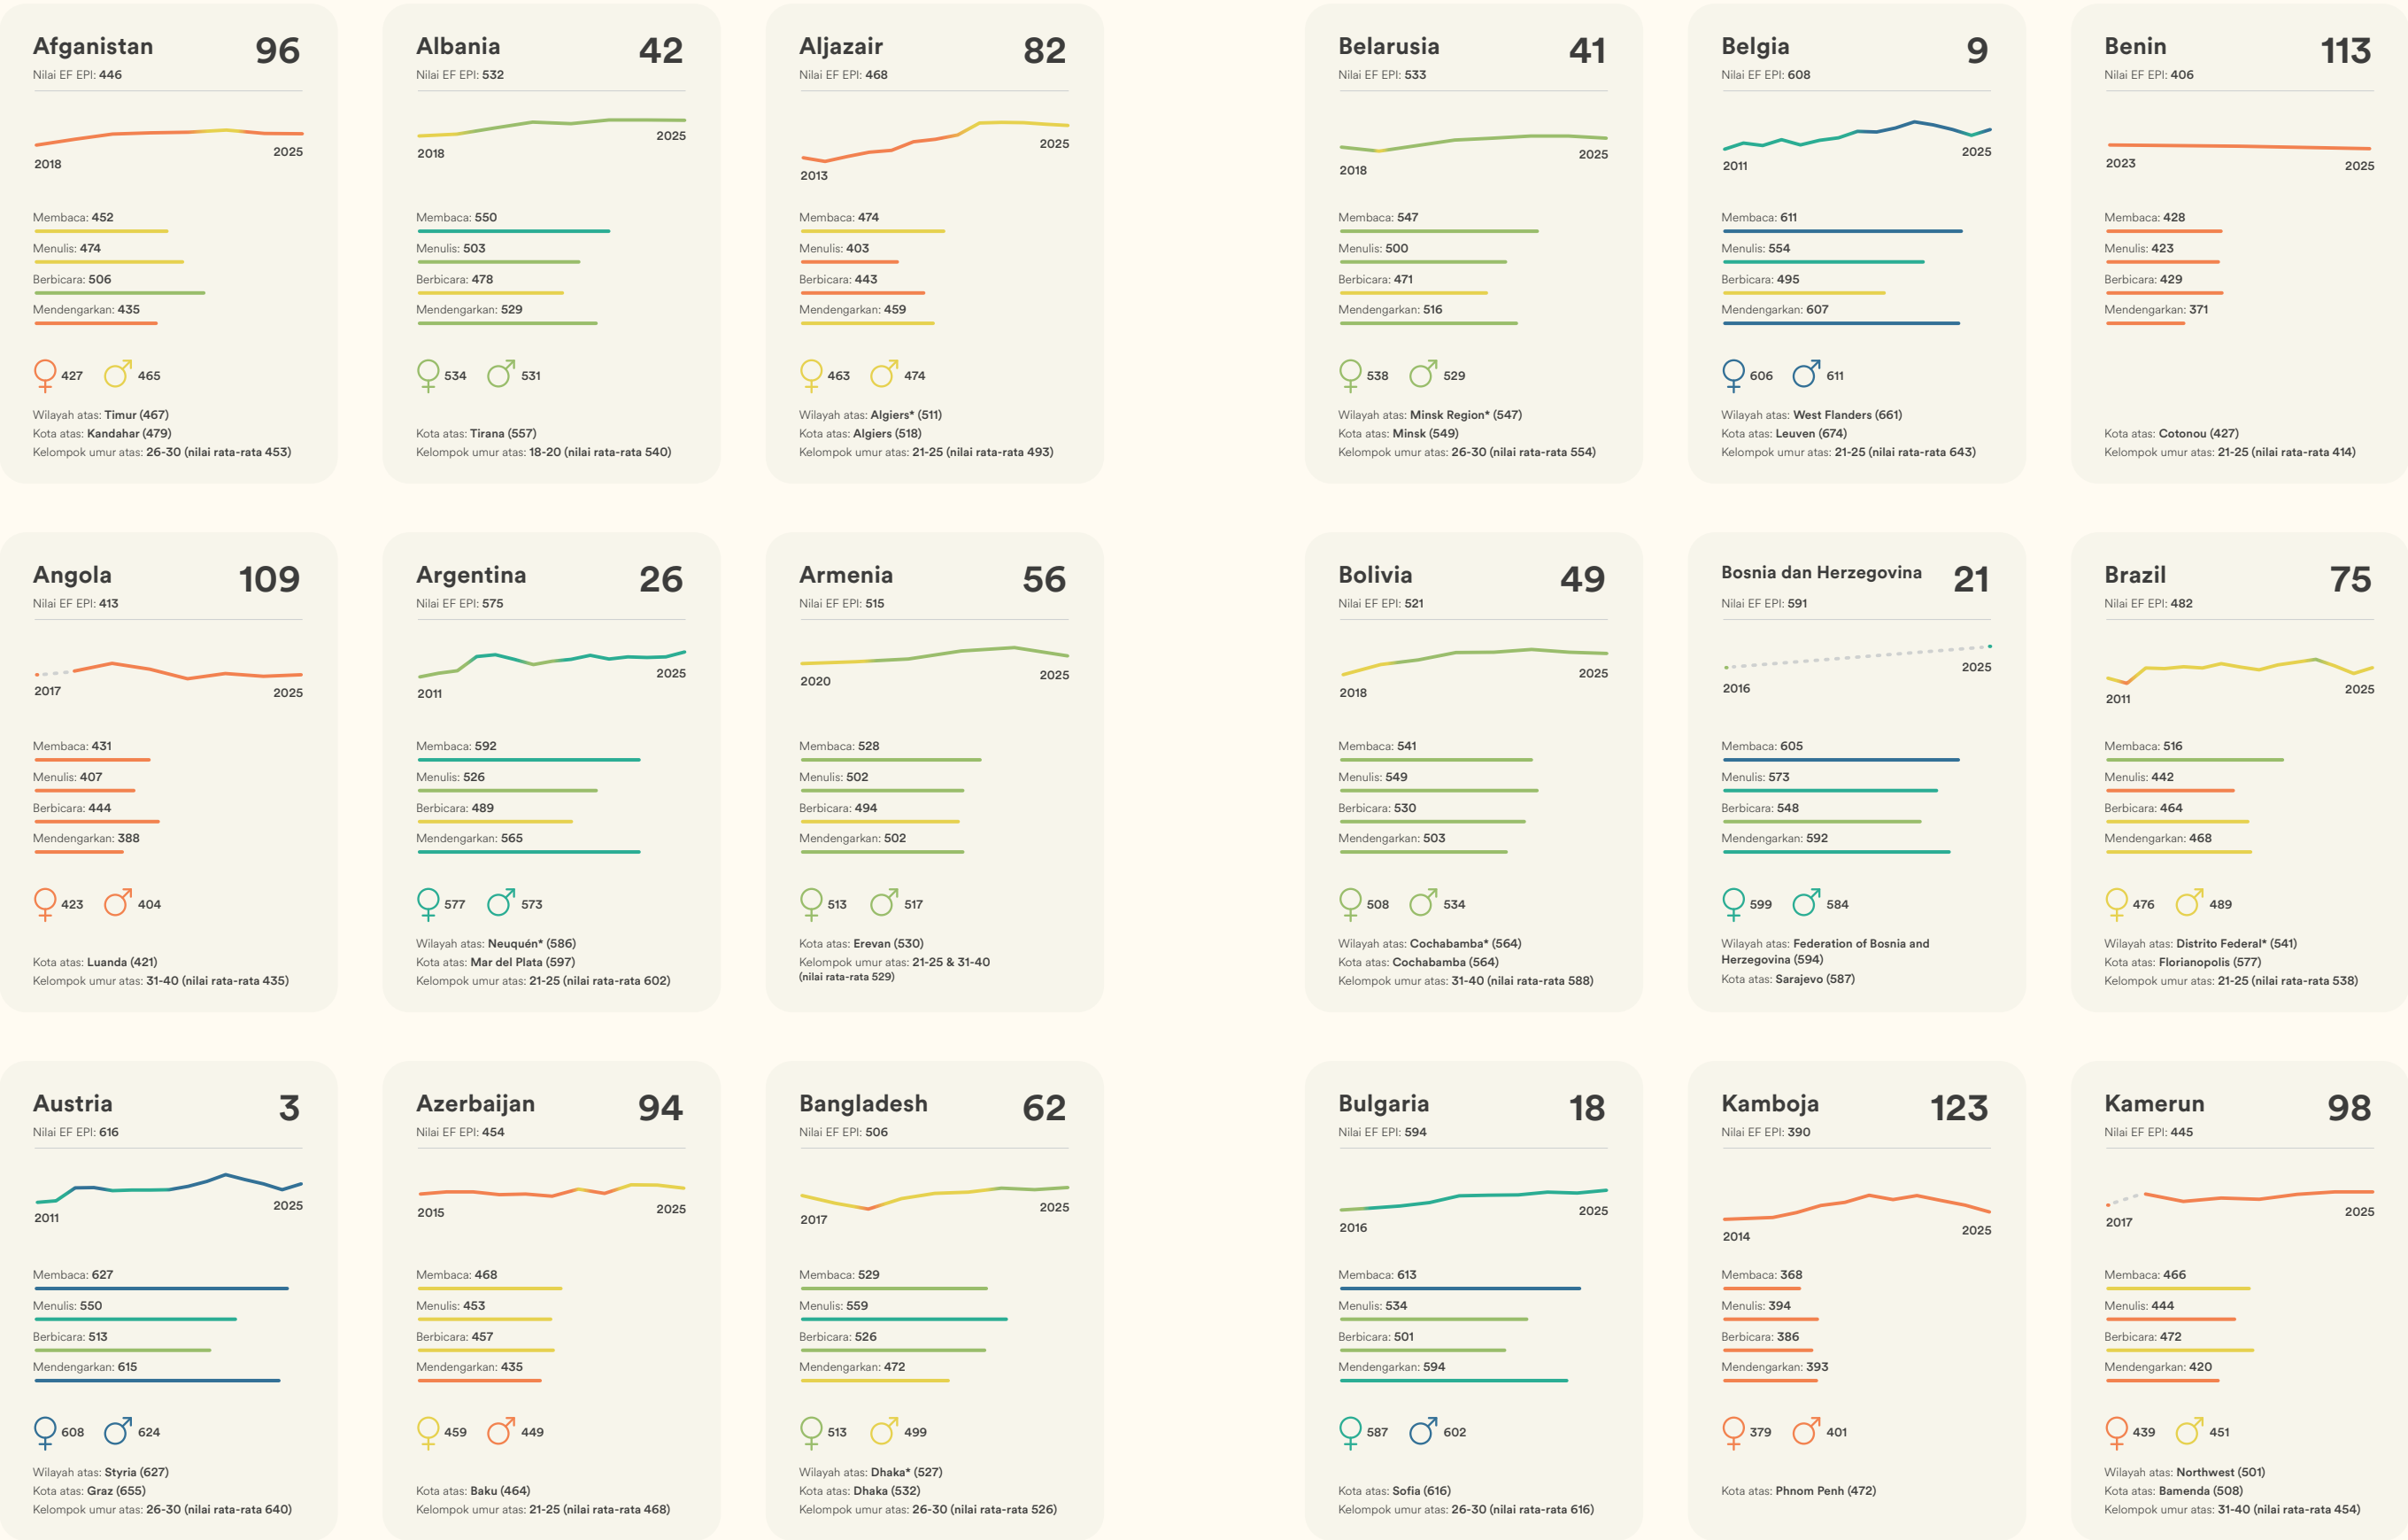 Afganistan
96
Nilai EF EPI: 446
2018
2025
Membaca: 452
Menulis: 474
Berbicara: 506
Mendengarkan: 435
427
465
Wilayah atas: Timur (467)
Kota atas: Kandahar (479)
Kelompok umur atas: 26-30 (nilai rata-rata 453)
Albania
42
Nilai EF EPI: 532
2018
2025
Membaca: 550
Menulis: 503
Berbicara: 478
Mendengarkan: 529
534
531
Kota atas: Tirana (557)
Kelompok umur atas: 18-20 (nilai rata-rata 540)
Aljazair
82
Nilai EF EPI: 468
2013
2025
Membaca: 474
Menulis: 403
Berbicara: 443
Mendengarkan: 459
463
474
Wilayah atas: Algiers* (511)
Kota atas: Algiers (518)
Kelompok umur atas: 21-25 (nilai rata-rata 493)
Belarusia
41
Nilai EF EPI: 533
2018
2025
Membaca: 547
Menulis: 500
Berbicara: 471
Mendengarkan: 516
538
529
Wilayah atas: Minsk Region* (547)
Kota atas: Minsk (549)
Kelompok umur atas: 26-30 (nilai rata-rata 554)
Belgia
9
Nilai EF EPI: 608
2011
2025
Membaca: 611
Menulis: 554
Berbicara: 495
Mendengarkan: 607
606
611
Wilayah atas: West Flanders (661)
Kota atas: Leuven (674)
Kelompok umur atas: 21-25 (nilai rata-rata 643)
Benin
113
Nilai EF EPI: 406
2023
2025
Membaca: 428
Menulis: 423
Berbicara: 429
Mendengarkan: 371
Kota atas: Cotonou (427)
Kelompok umur atas: 21-25 (nilai rata-rata 414)
Angola
109
Nilai EF EPI: 413
2017
2025
Membaca: 431
Menulis: 407
Berbicara: 444
Mendengarkan: 388
423
404
Kota atas: Luanda (421)
Kelompok umur atas: 31-40 (nilai rata-rata 435)
Argentina
26
Nilai EF EPI: 575
2011
2025
Membaca: 592
Menulis: 526
Berbicara: 489
Mendengarkan: 565
577
573
Wilayah atas: Neuquén* (586)
Kota atas: Mar del Plata (597)
Kelompok umur atas: 21-25 (nilai rata-rata 602)
Armenia
56
Nilai EF EPI: 515
2020
2025
Membaca: 528
Menulis: 502
Berbicara: 494
Mendengarkan: 502
513
517
Kota atas: Erevan (530)
Kelompok umur atas: 21-25 & 31-40
(nilai rata-rata 529)
Bolivia
49
Nilai EF EPI: 521
2018
2025
Membaca: 541
Menulis: 549
Berbicara: 530
Mendengarkan: 503
508
534
Wilayah atas: Cochabamba* (564)
Kota atas: Cochabamba (564)
Kelompok umur atas: 31-40 (nilai rata-rata 588)
Bosnia dan Herzegovina
21
Nilai EF EPI: 591
2016
2025
Membaca: 605
Menulis: 573
Berbicara: 548
Mendengarkan: 592
599
584
Wilayah atas: Federation of Bosnia and
Herzegovina (594)
Kota atas: Sarajevo (587)
Brazil
75
Nilai EF EPI: 482
2011
2025
Membaca: 516
Menulis: 442
Berbicara: 464
Mendengarkan: 468
476
489
Wilayah atas: Distrito Federal* (541)
Kota atas: Florianopolis (577)
Kelompok umur atas: 21-25 (nilai rata-rata 538)
Austria
3
Nilai EF EPI: 616
2011
2025
Membaca: 627
Menulis: 550
Berbicara: 513
Mendengarkan: 615
608
624
Wilayah atas: Styria (627)
Kota atas: Graz (655)
Kelompok umur atas: 26-30 (nilai rata-rata 640)
Azerbaijan
94
Nilai EF EPI: 454
2015
2025
Membaca: 468
Menulis: 453
Berbicara: 457
Mendengarkan: 435
459
449
Kota atas: Baku (464)
Kelompok umur atas: 21-25 (nilai rata-rata 468)
Bangladesh
62
Nilai EF EPI: 506
2017
2025
Membaca: 529
Menulis: 559
Berbicara: 526
Mendengarkan: 472
513
499
Wilayah atas: Dhaka* (527)
Kota atas: Dhaka (532)
Kelompok umur atas: 26-30 (nilai rata-rata 526)
Bulgaria
18
Nilai EF EPI: 594
2016
2025
Membaca: 613
Menulis: 534
Berbicara: 501
Mendengarkan: 594
587
602
Kota atas: Sofia (616)
Kelompok umur atas: 26-30 (nilai rata-rata 616)
Kamboja
123
Nilai EF EPI: 390
2014
2025
Membaca: 368
Menulis: 394
Berbicara: 386
Mendengarkan: 393
379
401
Kota atas: Phnom Penh (472)
Kamerun
98
Nilai EF EPI: 445
2017
2025
Membaca: 466
Menulis: 444
Berbicara: 472
Mendengarkan: 420
439
451
Wilayah atas: Northwest (501)
Kota atas: Bamenda (508)
Kelompok umur atas: 31-40 (nilai rata-rata 454)